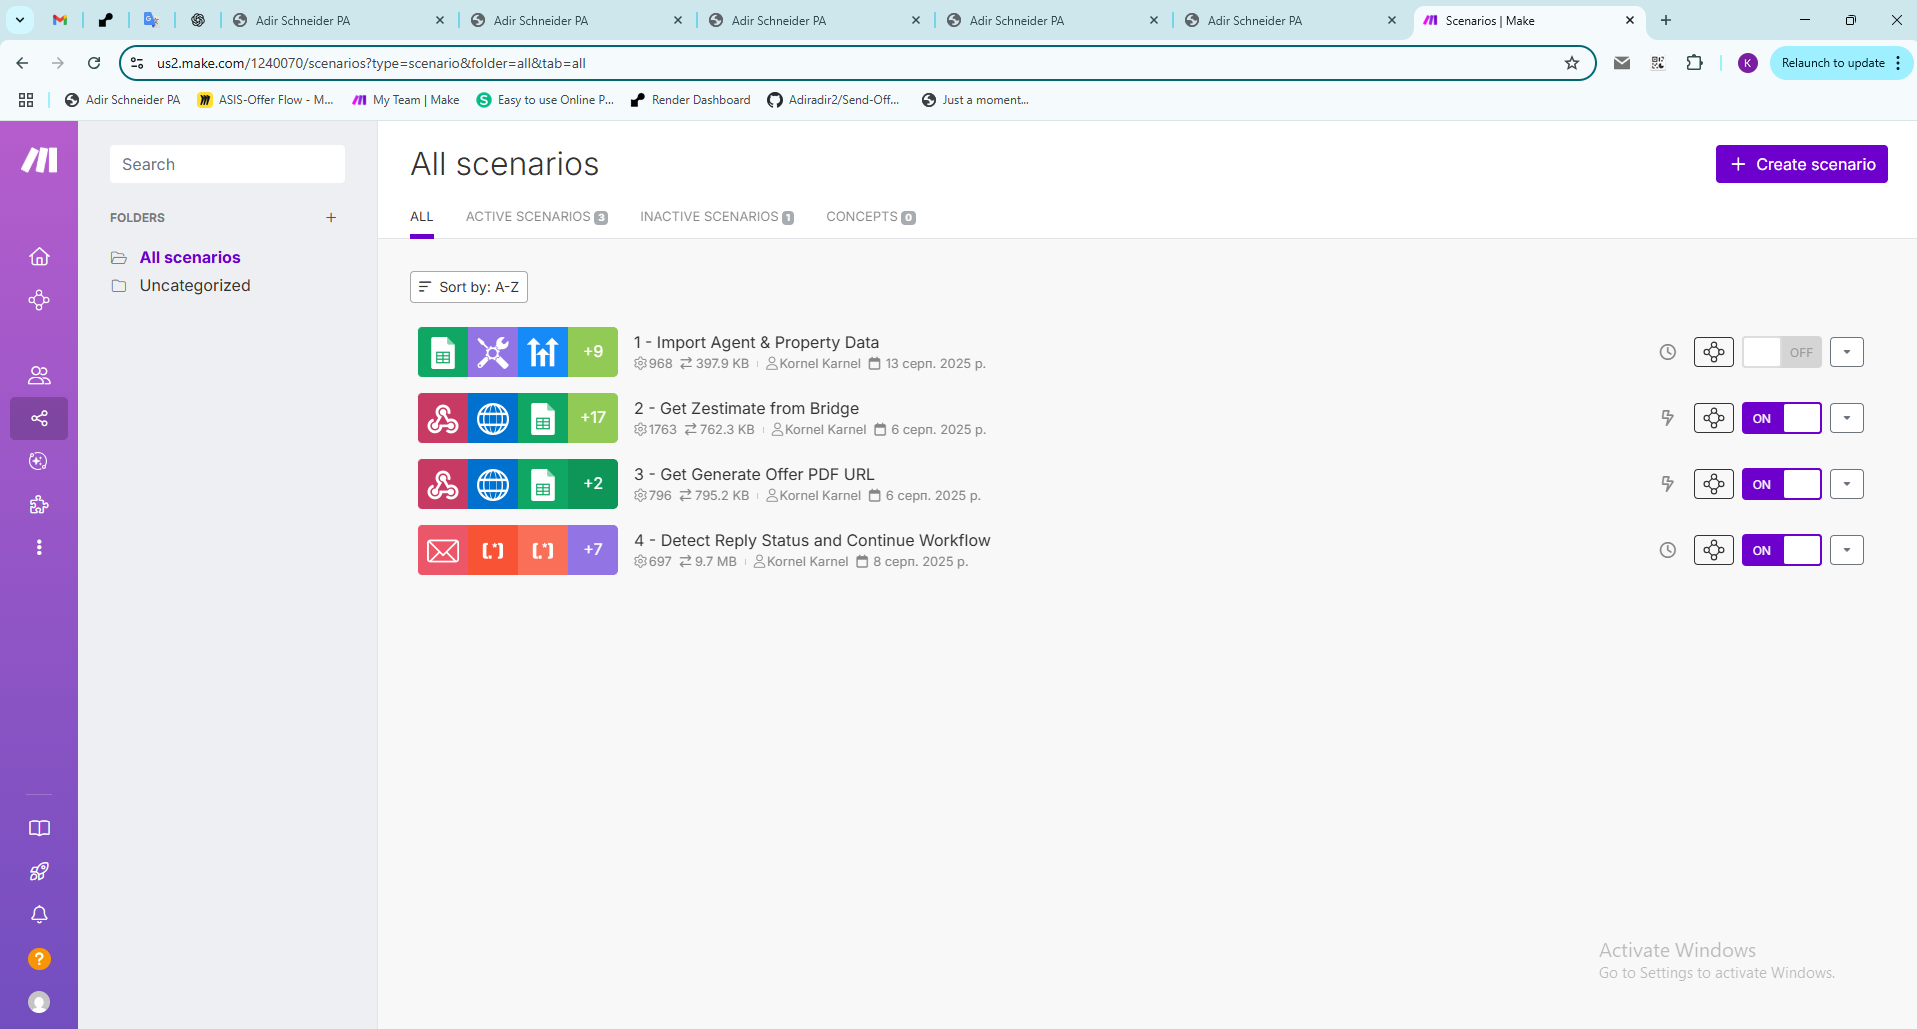 Adir Schneider PA
Adir Schneider PA
Adir Schneider PA
Adir Schneider PA
Adir Schneider PA
Scenarios | Make
us2.make.com/1240070/scenarios?type=scenario&folder=all&tab=all
K
Relaunch to update
Adir Schneider PA
ASIS-Offer Flow - M...
My Team | Make
Easy to use Online P...
Render Dashboard
Adiradir2/Send-Off...
Just a moment...
Search
FOLDERS
All scenarios
Uncategorized
All scenarios
Create scenario
ALL
ACTIVE SCENARIOS 3
INACTIVE SCENARIOS 1
CONCEPTS 0
Sort by: A-Z
+9
1 - Import Agent & Property Data
968 397.9 KB Kornel Karnel 13 серп. 2025 р.
OFF
+17
2 - Get Zestimate from Bridge
1763 762.3 KB Kornel Karnel 6 серп. 2025 р.
ON
+2
3 - Get Generate Offer PDF URL
796 795.2 KB Kornel Karnel 6 серп. 2025 р.
ON
+7
4 - Detect Reply Status and Continue Workflow
697 9.7 MB Kornel Karnel 8 серп. 2025 р.
ON
Activate Windows
Go to Settings to activate Windows.